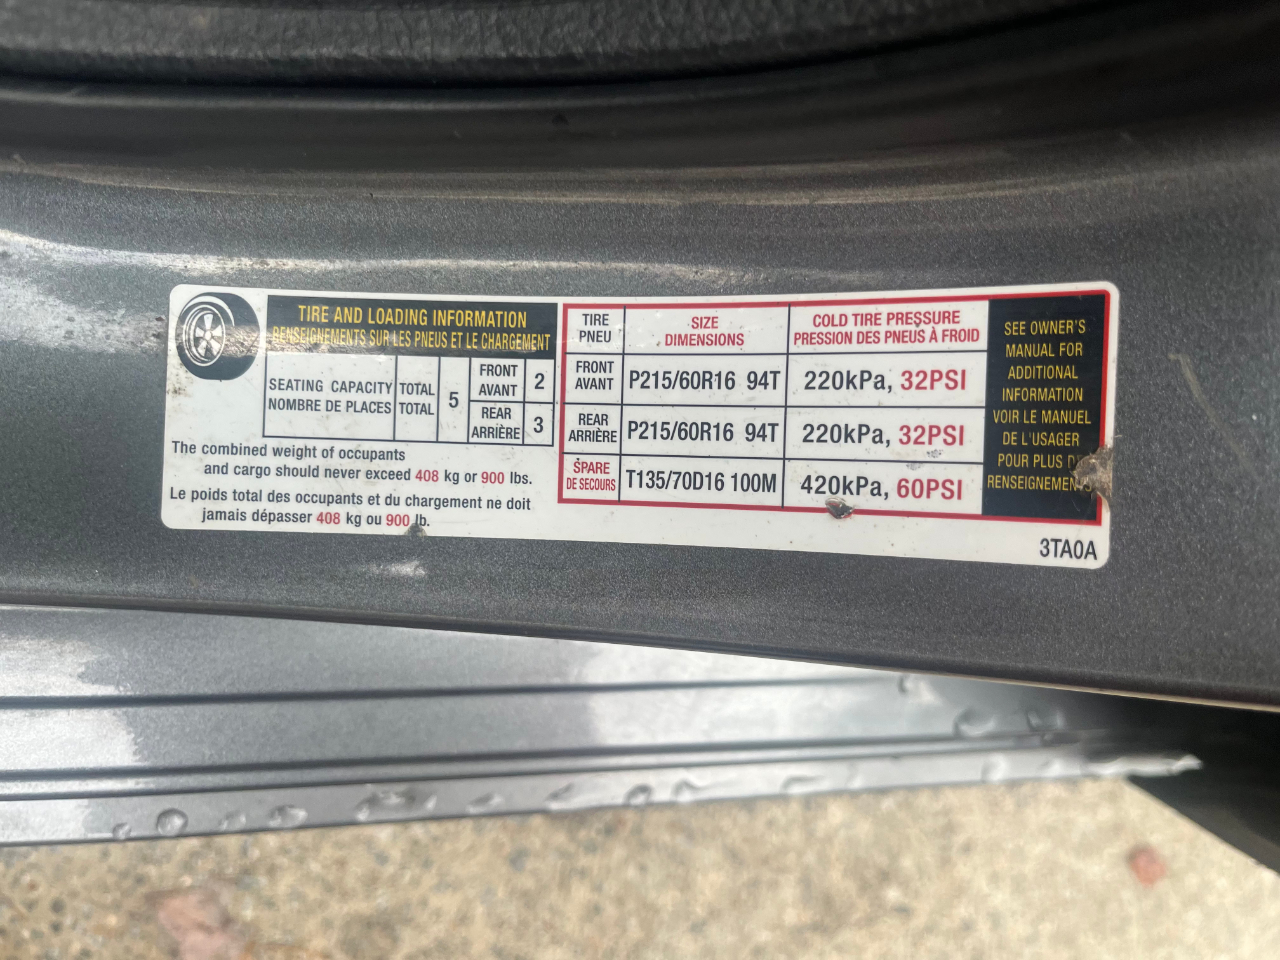 TIRE AND LOADING INFORMATION
RENSEIGNEMENTS SUR LES PNEUS ET LE CHARGEMENT
SEATING CAPACITY
NOMBRE DE PLACES
TOTAL
TOTAL
5
FRONT
AVANT
2
REAR
ARRIÈRE
3
The combined weight of occupants
and cargo should never exceed 408 kg or 900 lbs.
Le poids total des occupants et du chargement ne doit
jamais dépasser 408 kg ou 900 lb.
TIRE
PNEU
SIZE
DIMENSIONS
COLD TIRE PRESSURE
PRESSION DES PNEUS À FROID
FRONT
AVANT
P215/60R16 94T
220kPa, 32PSI
REAR
ARRIÈRE
P215/60R16 94T
220kPa, 32PSI
SPARE
DE SECOURS
T135/70D16 100M
420kPa, 60PSI
SEE OWNER'S
MANUAL FOR
ADDITIONAL
INFORMATION
VOIR LE MANUEL
DE L'USAGER
POUR PLUS DE
RENSEIGNEMENTS
3TA0A